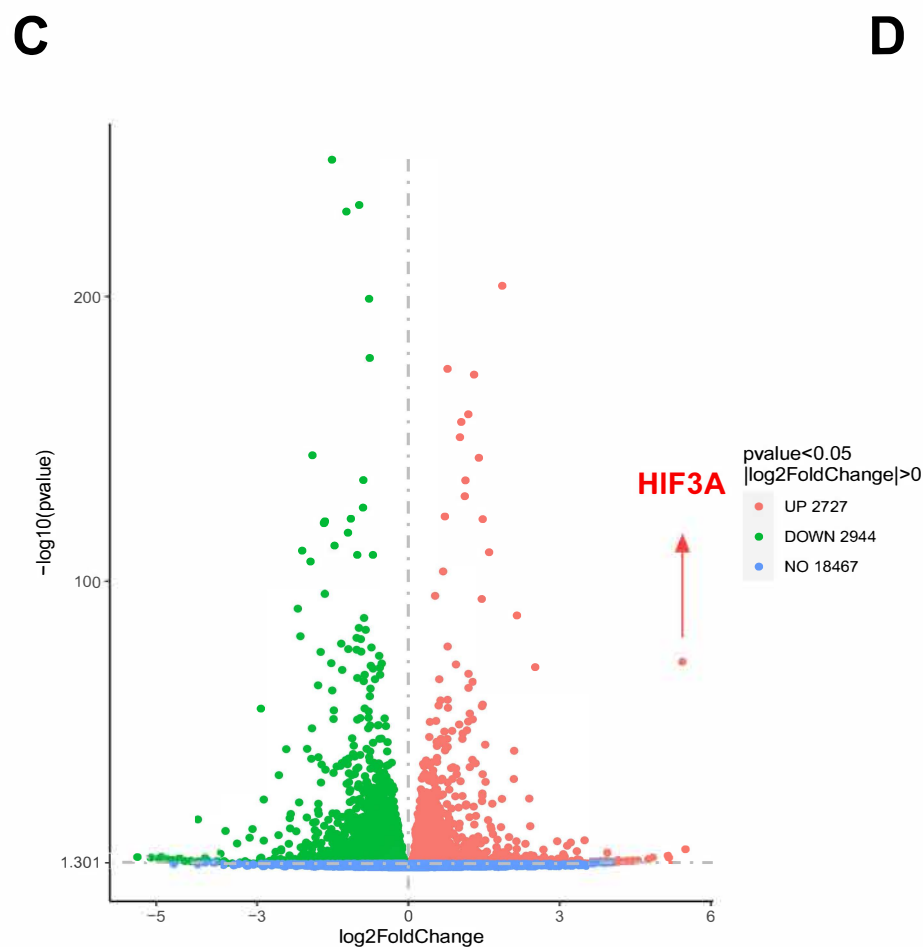 C
D
200
−log10(pvalue)
pvalue<0.05
|log2FoldChange|>0
HIF3A
UP 2727
DOWN 2944
NO 18467
100
1.301
−5
−3
0
3
6
log2FoldChange